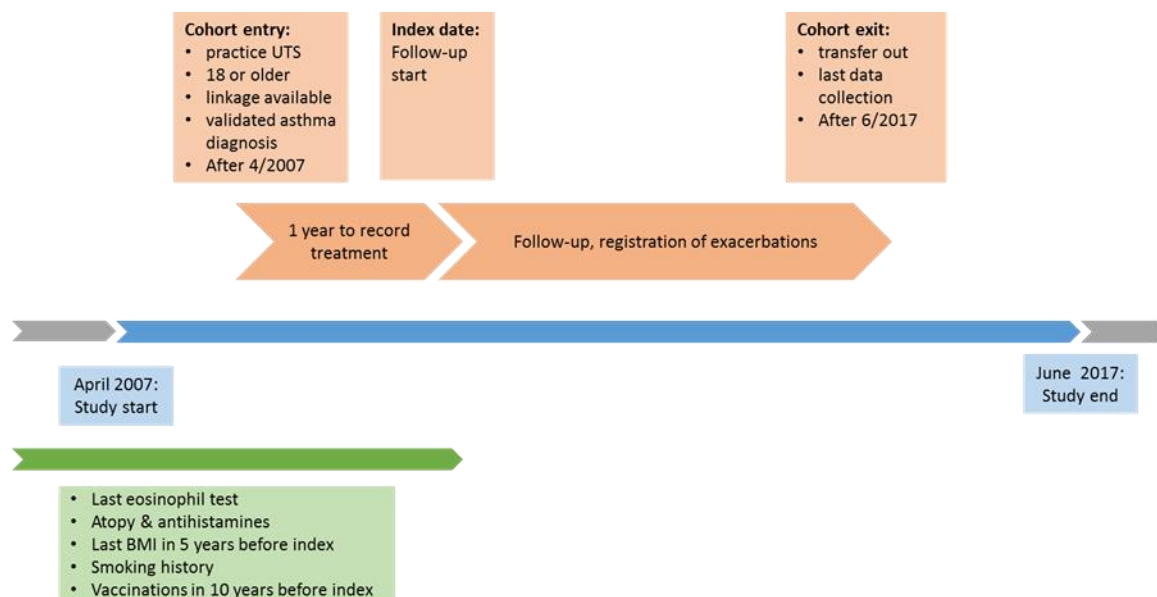 Cohort entry:
• practice UTS
• 18 or older
• linkage available
• validated asthma
diagnosis
• After 4/2007
Index date:
Follow-up
start
Cohort exit:
• transfer out
• last data
collection
• After 6/2017
1 year to record
treatment
Follow-up, registration of exacerbations
April 2007:
Study start
June 2017:
Study end
• Last eosinophil test
• Atopy & antihistamines
• Last BMI in 5 years before index
• Smoking history
• Vaccinations in 10 years before index